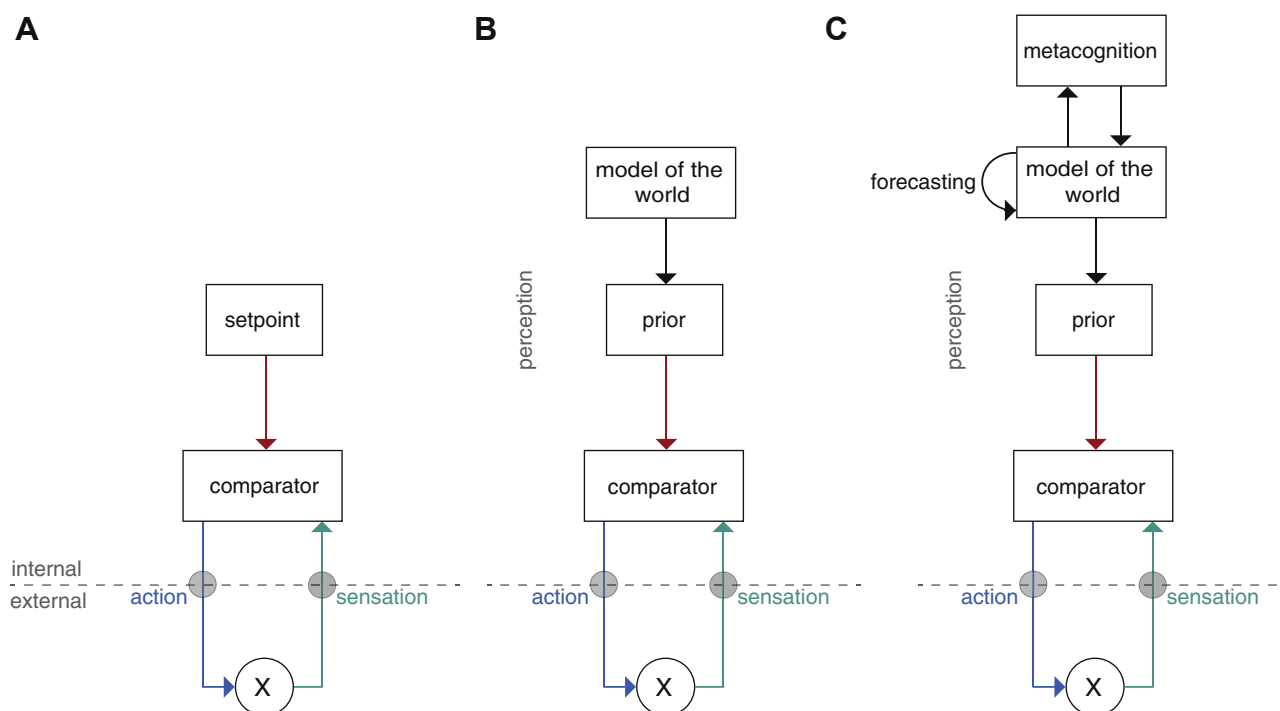 A
setpoint
comparator
internal
external
action
sensation
X
B
model of the
world
perception
prior
comparator
action
sensation
X
C
metacognition
forecasting
model of the
world
perception
prior
comparator
action
sensation
X